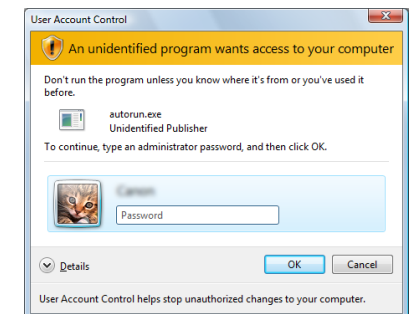 User Account Control
An unidentified program wants access to your computer
Don't run the program unless you know where it's from or you've used it
before.
autorun.exe
Unidentified Publisher
To continue, type an administrator password, and then click OK.
Password
Details
OK
Cancel
User Account Control helps stop unauthorized changes to your computer.